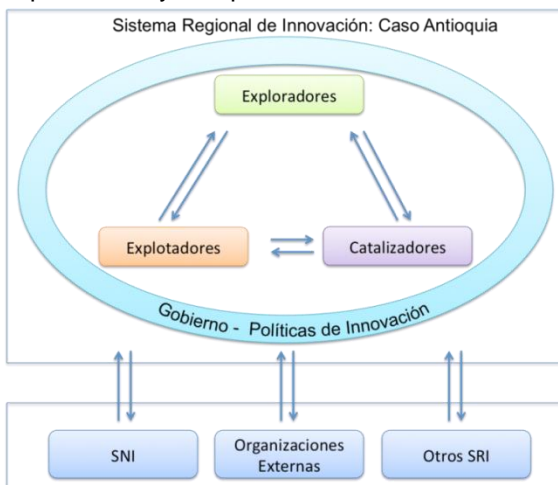 Sistema Regional de Innovación: Caso Antioquia
Exploradores
Explotadores
Catalizadores
Gobierno - Políticas de Innovación
SNI
Organizaciones
Externas
Otros SRI